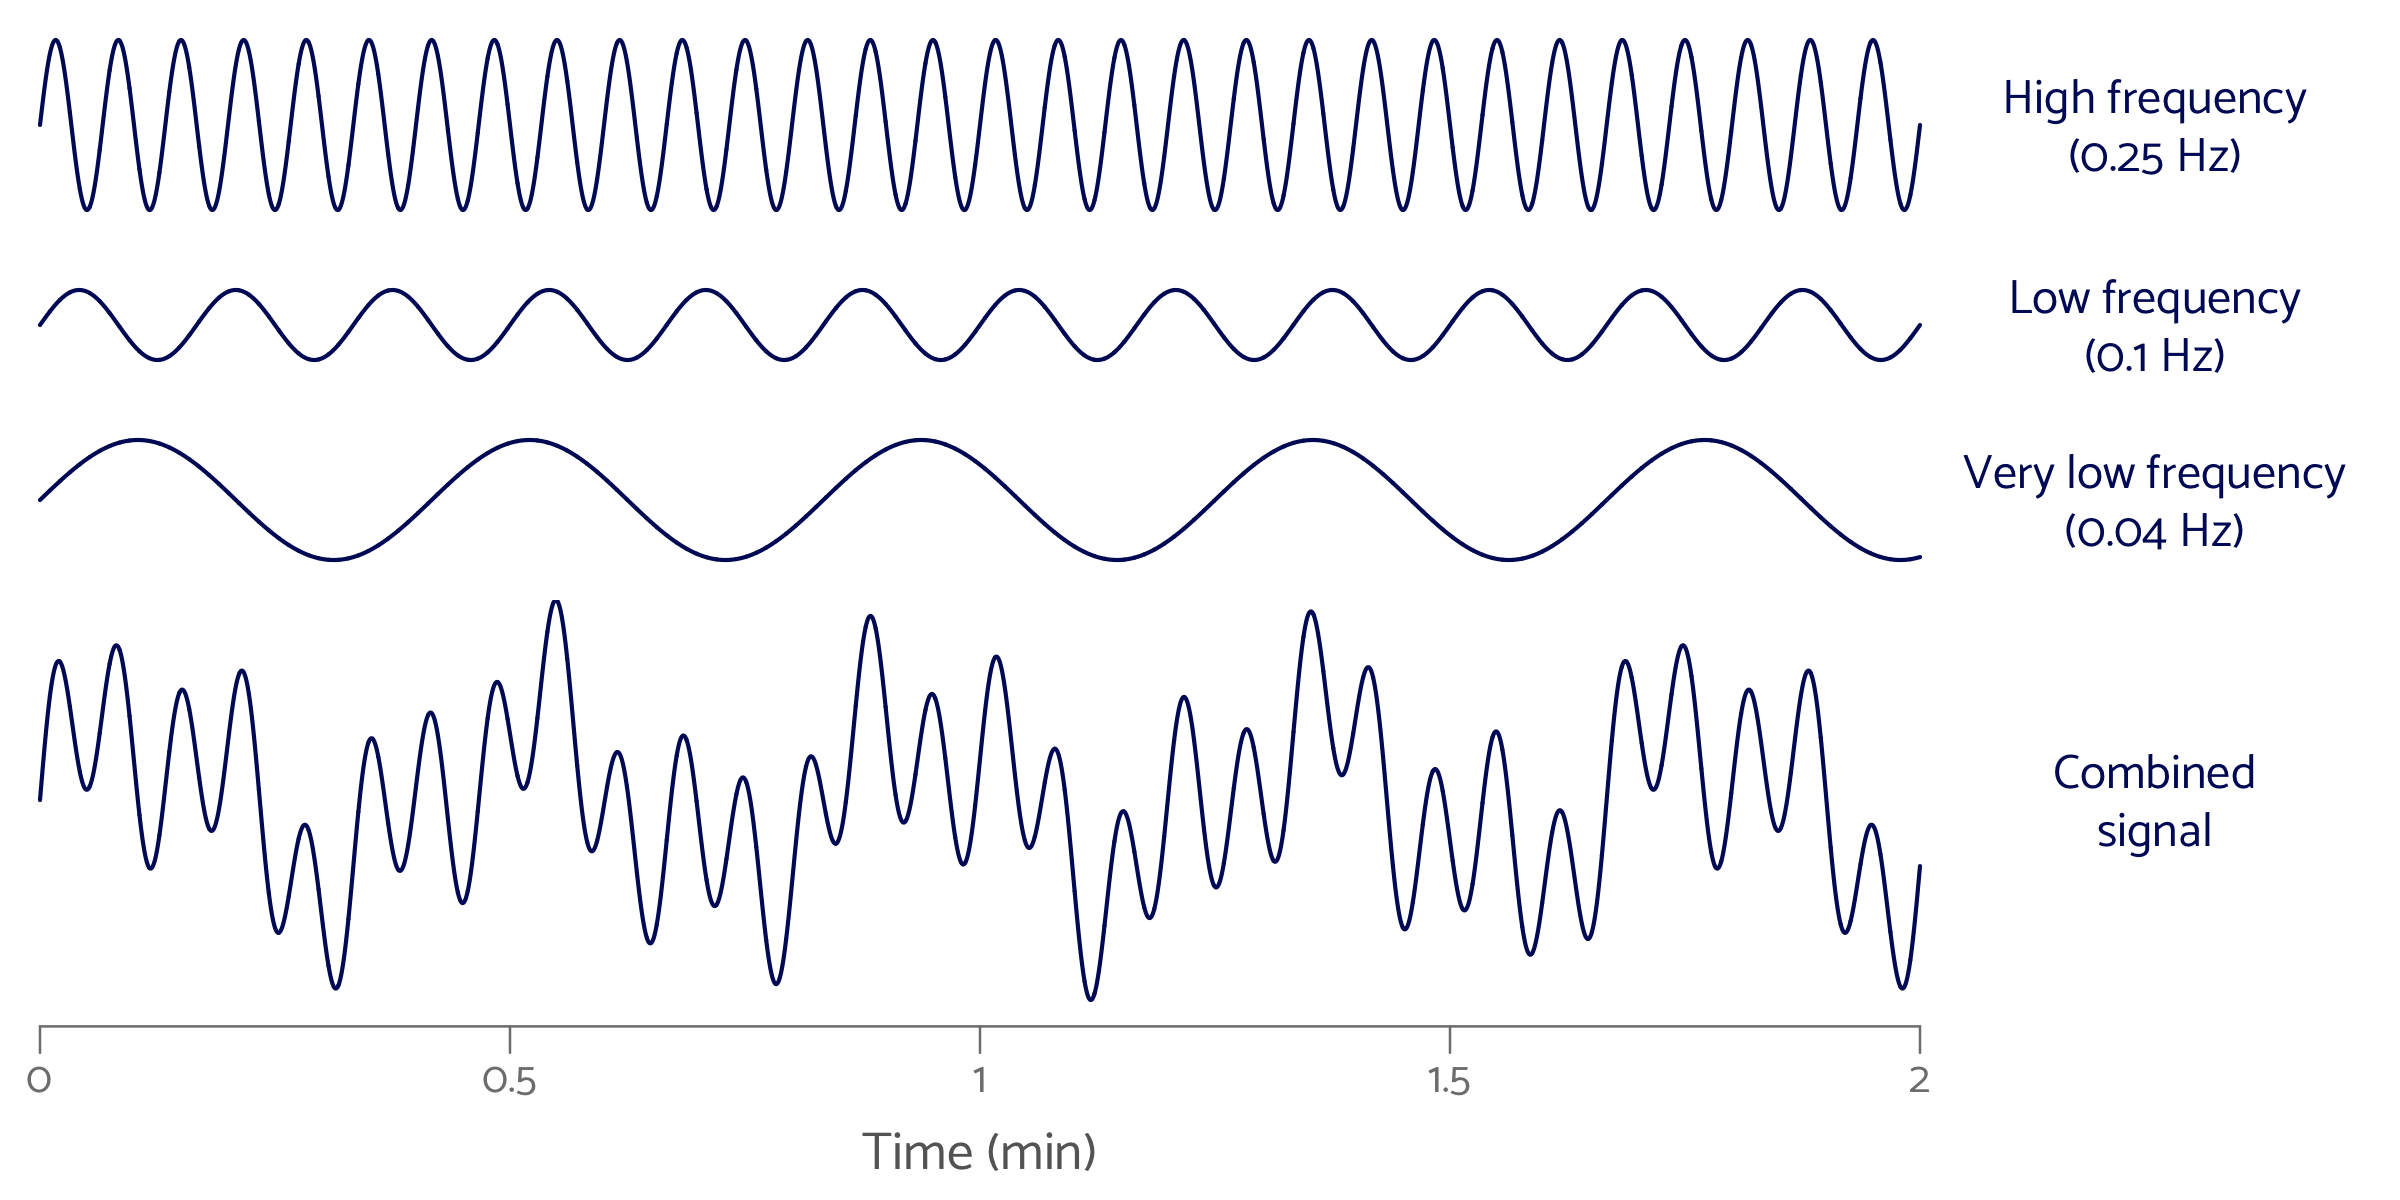 High frequency
(0.25 Hz)
Low frequency
(0.1 Hz)
Very low frequency
(0.04 Hz)
Combined
signal
0 0.5 1 1.5 2
Time (min)